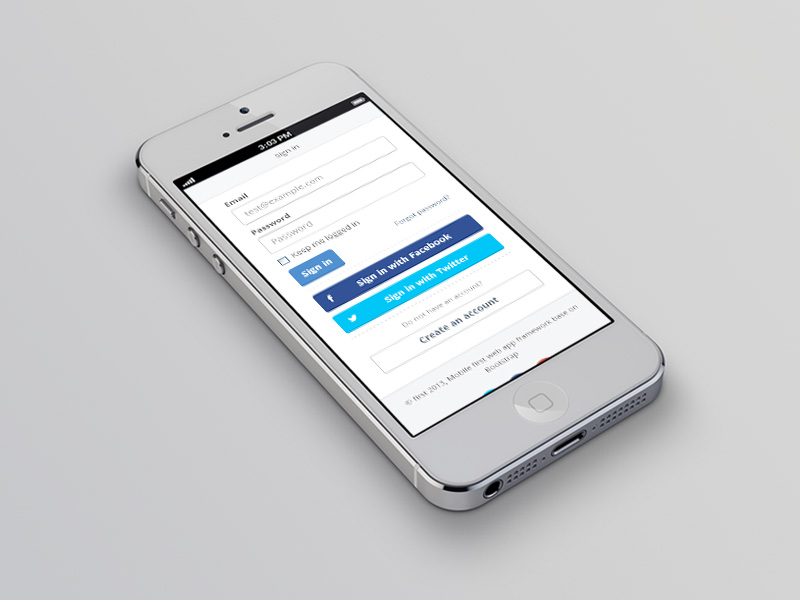 3:03 PM
Sign in
Email
test@example.com
Password
Password
Keep me logged in
Forgot password?
Sign in
Sign in with Facebook
Sign in with Twitter
Do not have an account?
Create an account
© first 2013, Mobile first web app framework base on
Bootstrap